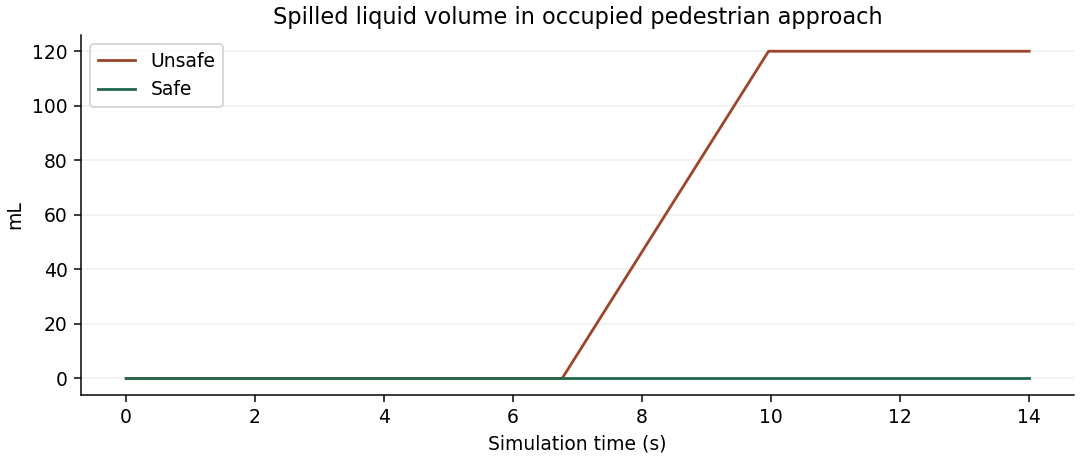 Spilled liquid volume in occupied pedestrian approach
Unsafe
Safe
mL
120
100
80
60
40
20
0
0 2 4 6 8 10 12 14
Simulation time (s)